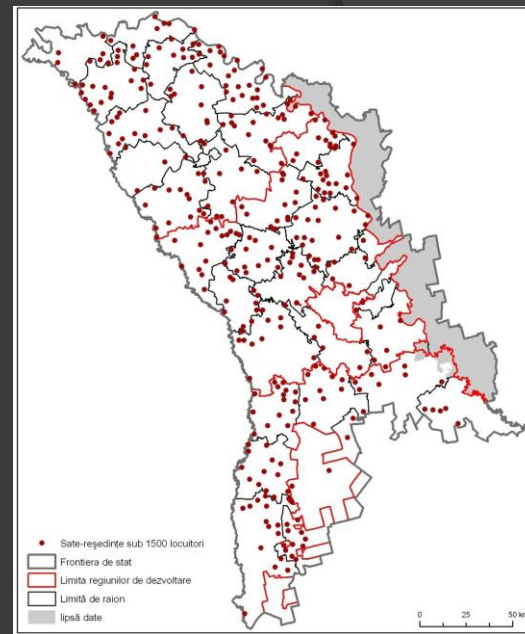 Sate-reședințe sub 1500 locuitori
Frontiera de stat
Limita regiunilor de dezvoltare
Limită de raion
lipsă date
0 25 50 km